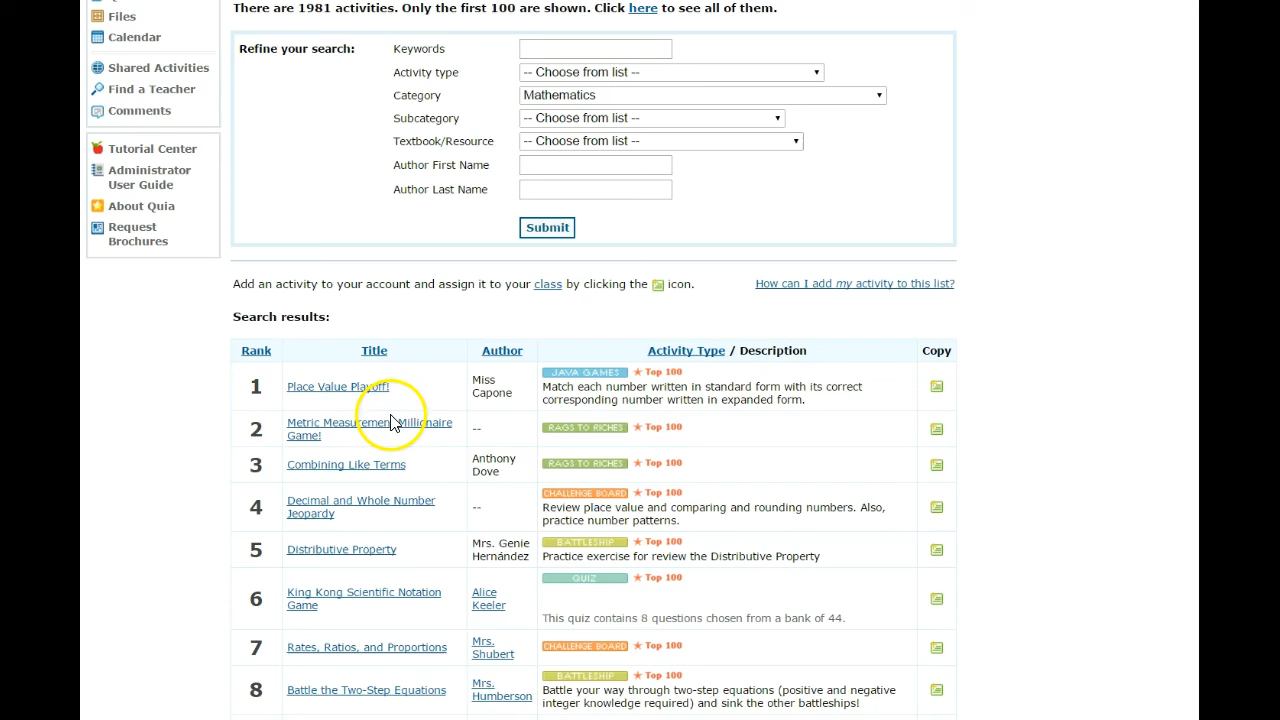 There are 1981 activities. Only the first 100 are shown. Click here to see all of them.
Files
Calendar
Shared Activities
Find a Teacher
Comments
Tutorial Center
Administrator
User Guide
About Quia
Request
Brochures
Refine your search:
Keywords
Activity type
-- Choose from list --
Category
Mathematics
Subcategory
-- Choose from list --
Textbook/Resource
-- Choose from list --
Author First Name
Author Last Name
Submit
Add an activity to your account and assign it to your class by clicking the icon.
How can I add my activity to this list?
Search results:
Rank Title Author Activity Type / Description Copy
1
Place Value Playoff!
Miss
Capone
JAVA GAMES Top 100
Match each number written in standard form with its correct
corresponding number written in expanded form.
2
Metric Measurement Millionaire
Game!
--
RAGS TO RICHES Top 100
3
Combining Like Terms
Anthony
Dove
RAGS TO RICHES Top 100
4
Decimal and Whole Number
Jeopardy
--
CHALLENGE BOARD Top 100
Review place value and comparing and rounding numbers. Also,
practice number patterns.
5
Distributive Property
Mrs. Genie
Hernández
BATTLESHIP Top 100
Practice exercise for review the Distributive Property
6
King Kong Scientific Notation
Game
Alice
Keeler
QUIZ Top 100
This quiz contains 8 questions chosen from a bank of 44.
7
Rates, Ratios, and Proportions
Mrs.
Shubert
CHALLENGE BOARD Top 100
8
Battle the Two-Step Equations
Mrs.
Humberson
BATTLESHIP Top 100
Battle your way through two-step equations (positive and negative
integer knowledge required) and sink the other battleships!